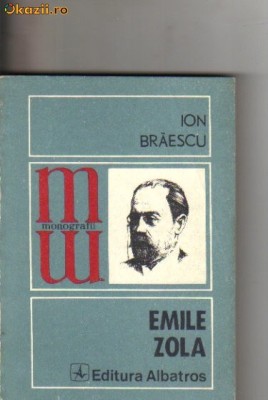 Okazii.ro
ION
BRĂESCU
m
monografii
m
EMILE
ZOLA
A Editura Albatros